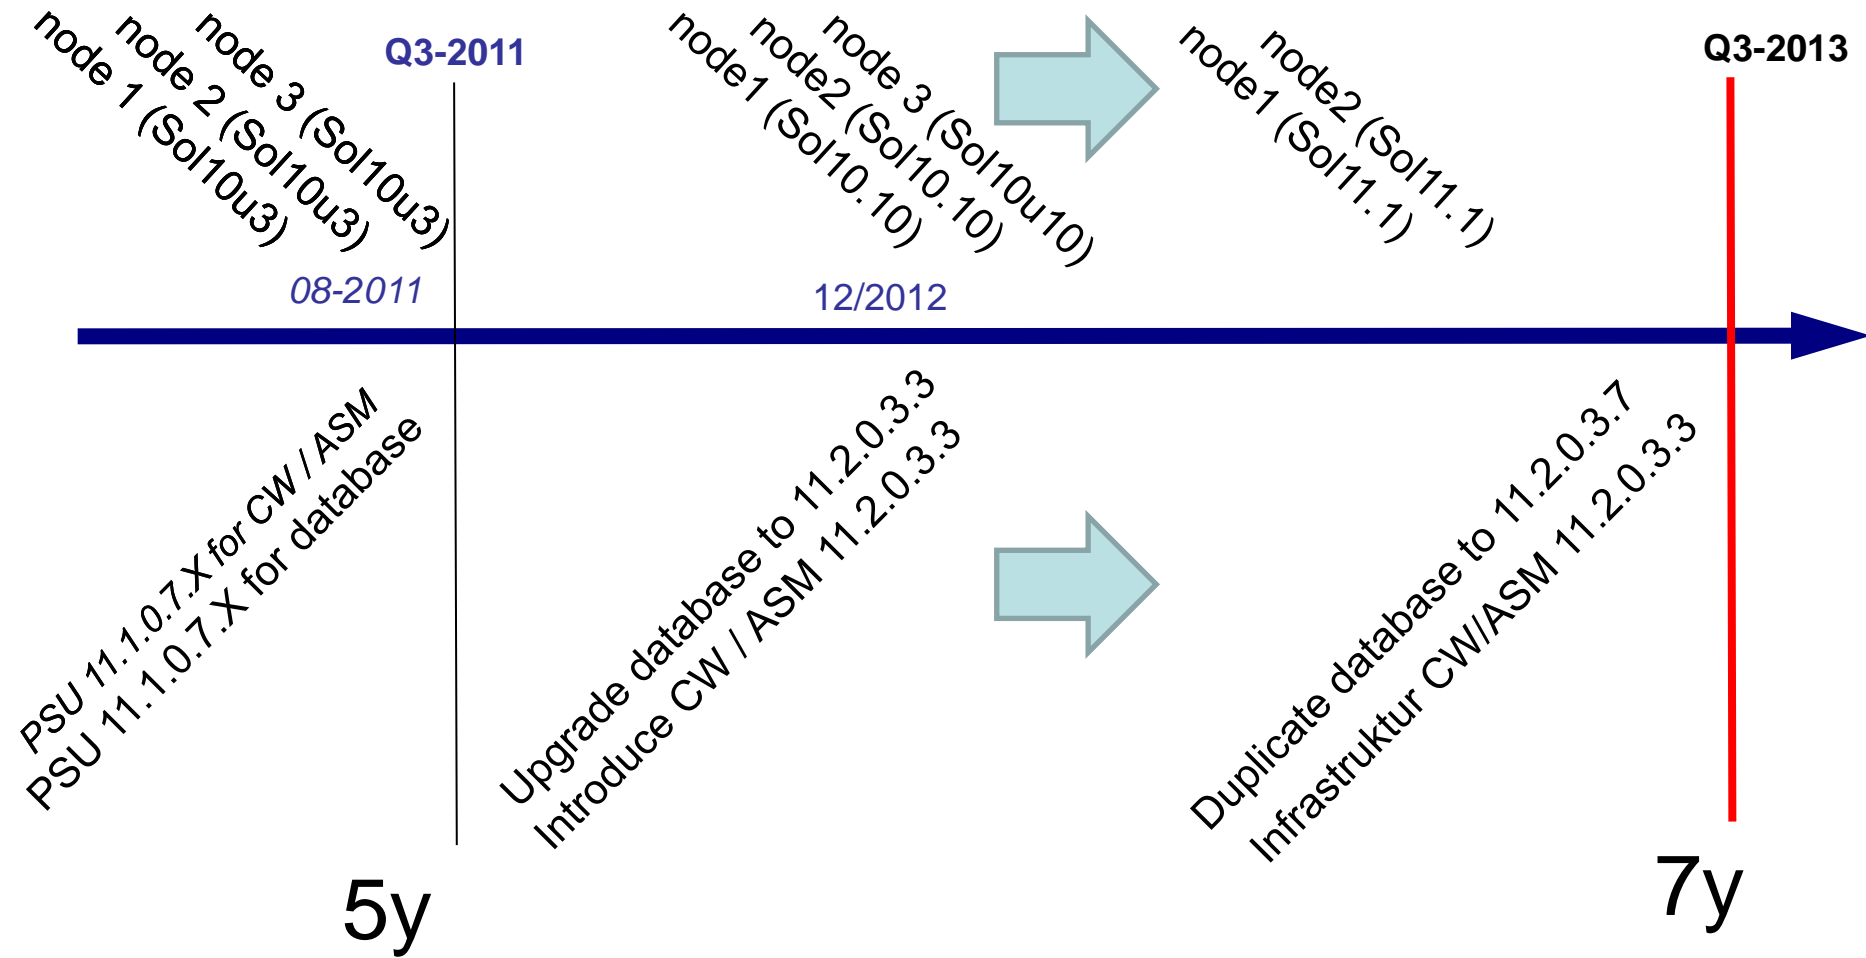 node 1 (Sol10u3)
node 2 (Sol10u3)
node 3 (Sol10u3)
Q3-2011
node1 (Sol10.10)
node2 (Sol10.10)
node 3 (Sol10u10)
node1 (Sol11.1)
node2 (Sol11.1)
Q3-2013
08-2011
12/2012
PSU 11.1.0.7.X for CW / ASM
PSU 11.1.0.7.X for database
Upgrade database to 11.2.0.3.3
Introduce CW / ASM 11.2.0.3.3
Duplicate database to 11.2.0.3.7
Infrastruktur CW/ASM 11.2.0.3.3
5y
7y